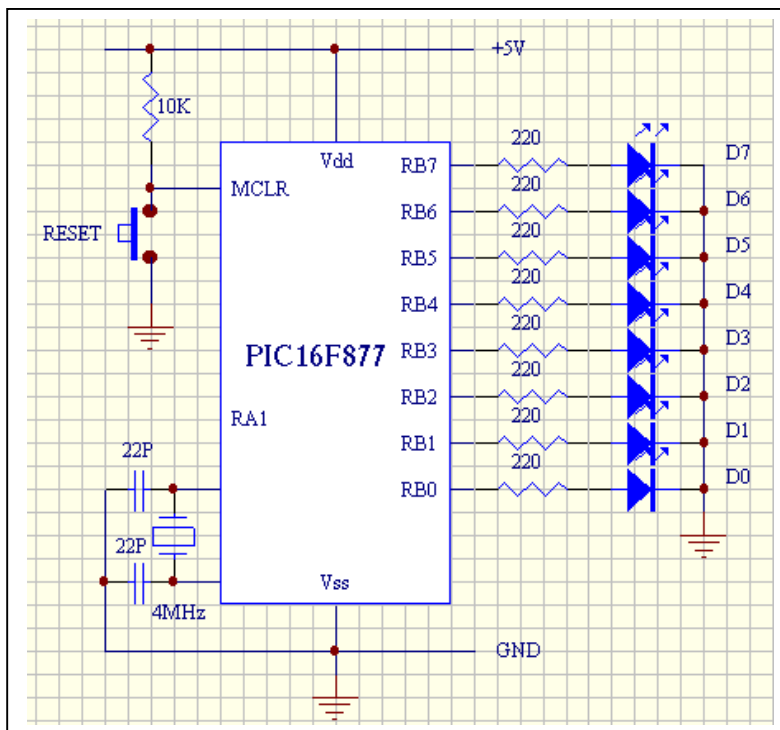 +5V
10K
Vdd
MCLR
RESET
PIC16F877
RA1
22P
22P
4MHz
Vss
GND
RB7
220
D7
RB6
220
D6
RB5
220
D5
RB4
220
D4
RB3
220
D3
RB2
220
D2
RB1
220
D1
RB0
220
D0